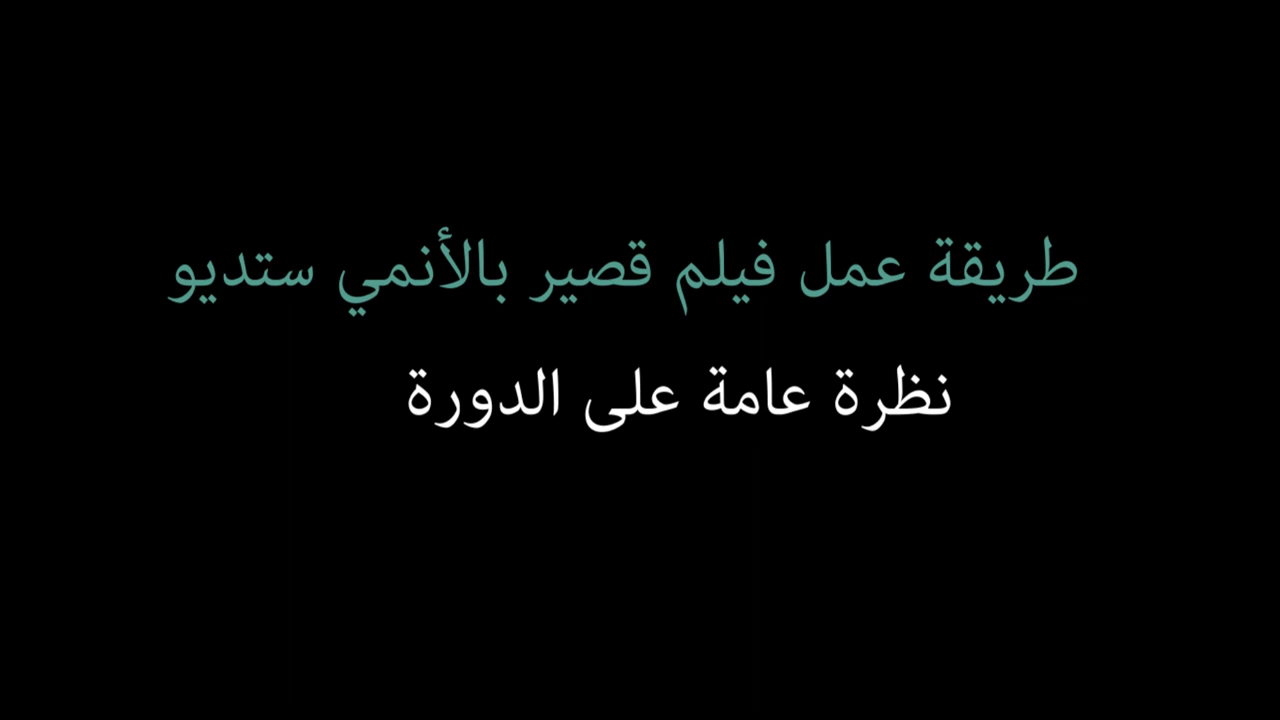 طريقة عمل فيلم قصير بالأنمي ستديو
نظرة عامة على الدورة